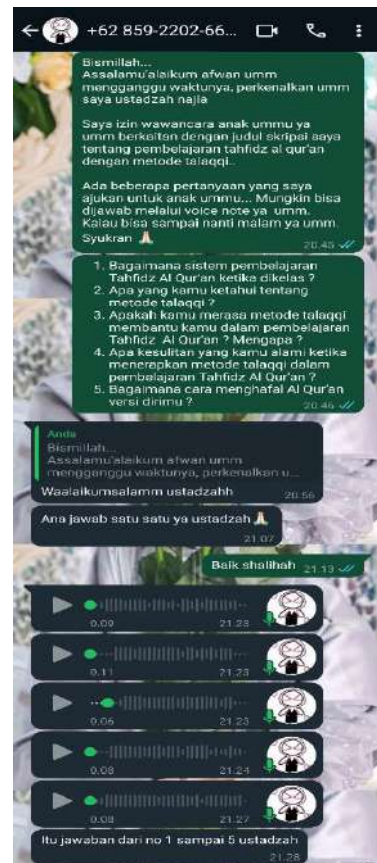 +62 859-2202-66...
Bismillah...
Assalamu'alaikum afwan umm
mengganggu waktunya, perkenalkan umm
saya ustadzah najla
Saya izin wawancara anak ummu ya
umm berkaitan dengan judul skripsi saya
tentang pembelajaran tahfidz al qur'an
dengan metode talaqqi..
Ada beberapa pertanyaan yang saya
ajukan untuk anak ummu... Mungkin bisa
dijawab melalui voice note ya umm.
Kalau bisa sampai nanti malam ya umm.
Syukran 🙏🏻
20.45
1. Bagaimana sistem pembelajaran
Tahfidz Al Qur'an ketika dikelas ?
2. Apa yang kamu ketahui tentang
metode talaqqi ?
3. Apakah kamu merasa metode talaqqi
membantu kamu dalam pembelajaran
Tahfidz Al Qur'an ? Mengapa ?
4. Apa kesulitan yang kamu alami ketika
menerapkan metode talaqqi dalam
pembelajaran Tahfidz Al Qur'an ?
5. Bagaimana cara menghafal Al Qur'an
versi dirimu ?
20.46
Anda
Bismillah...
Assalamu'alaikum afwan umm
mengganggu waktunya, perkenalkan u...
Waalaikumsalamm ustadzahh
20.56
Ana jawab satu satu ya ustadzah 🙏🏻
21.07
Baik shalihah 21.13
0.09 21.23
0.11 21.23
0.06 21.23
0.08 21.24
0.08 21.27
Itu jawaban dari no 1 sampai 5 ustadzah
21.28